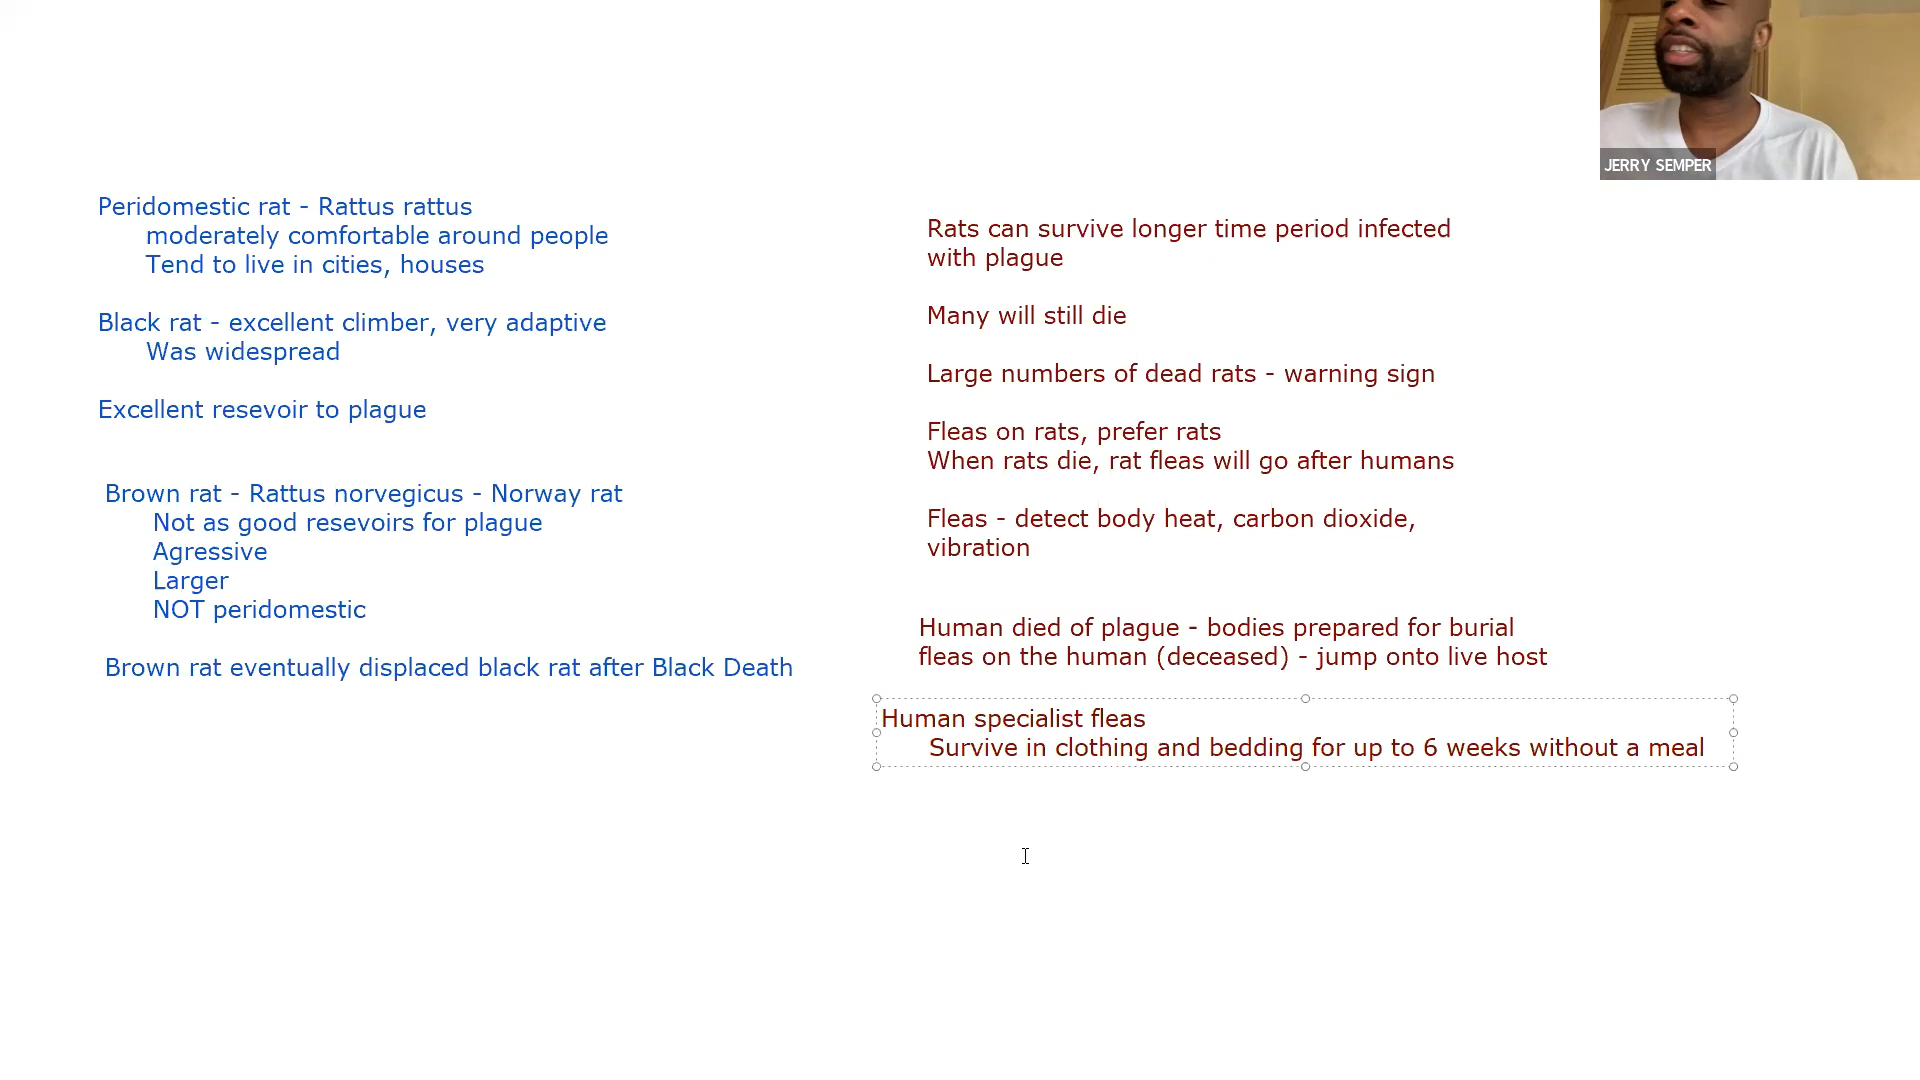 JERRY SEMPER
Peridomestic rat - Rattus rattus
moderately comfortable around people
Tend to live in cities, houses
Black rat - excellent climber, very adaptive
Was widespread
Excellent resevoir to plague
Brown rat - Rattus norvegicus - Norway rat
Not as good resevoirs for plague
Agressive
Larger
NOT peridomestic
Brown rat eventually displaced black rat after Black Death
Rats can survive longer time period infected
with plague
Many will still die
Large numbers of dead rats - warning sign
Fleas on rats, prefer rats
When rats die, rat fleas will go after humans
Fleas - detect body heat, carbon dioxide,
vibration
Human died of plague - bodies prepared for burial
fleas on the human (deceased) - jump onto live host
Human specialist fleas
Survive in clothing and bedding for up to 6 weeks without a meal